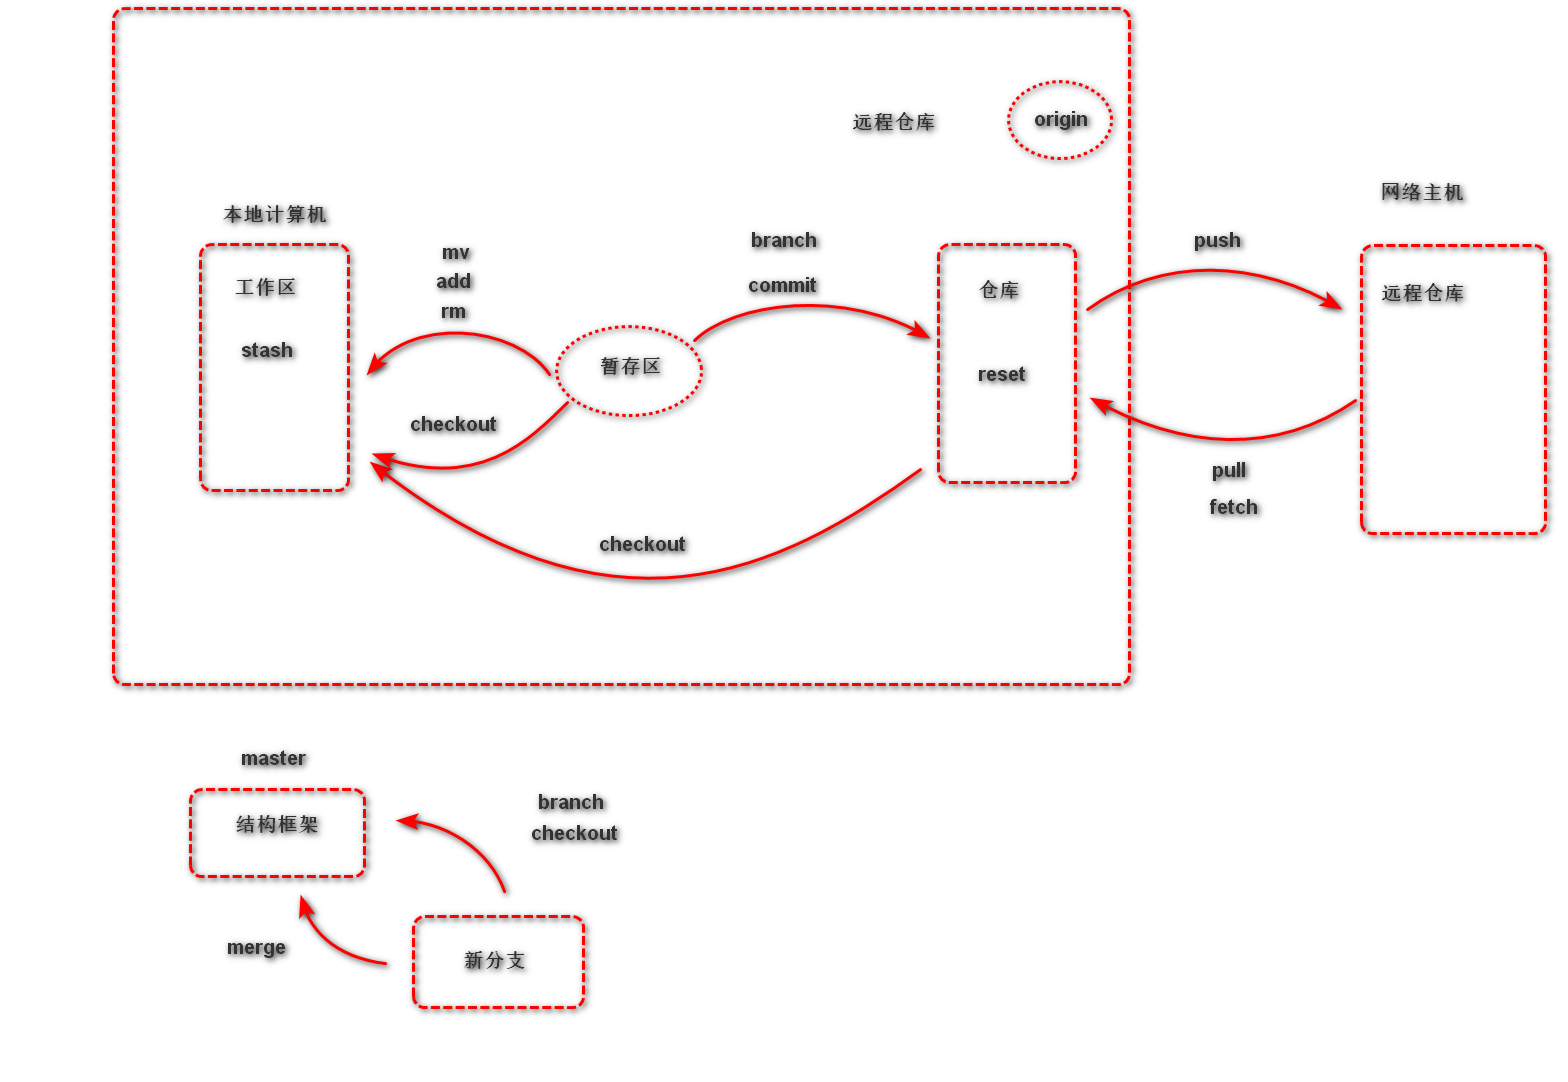 远程仓库
origin
网络主机
本地计算机
工作区
stash
mv
add
rm
checkout
暂存区
branch
commit
仓库
reset
checkout
push
远程仓库
pull
fetch
master
结构框架
branch
checkout
merge
新分支